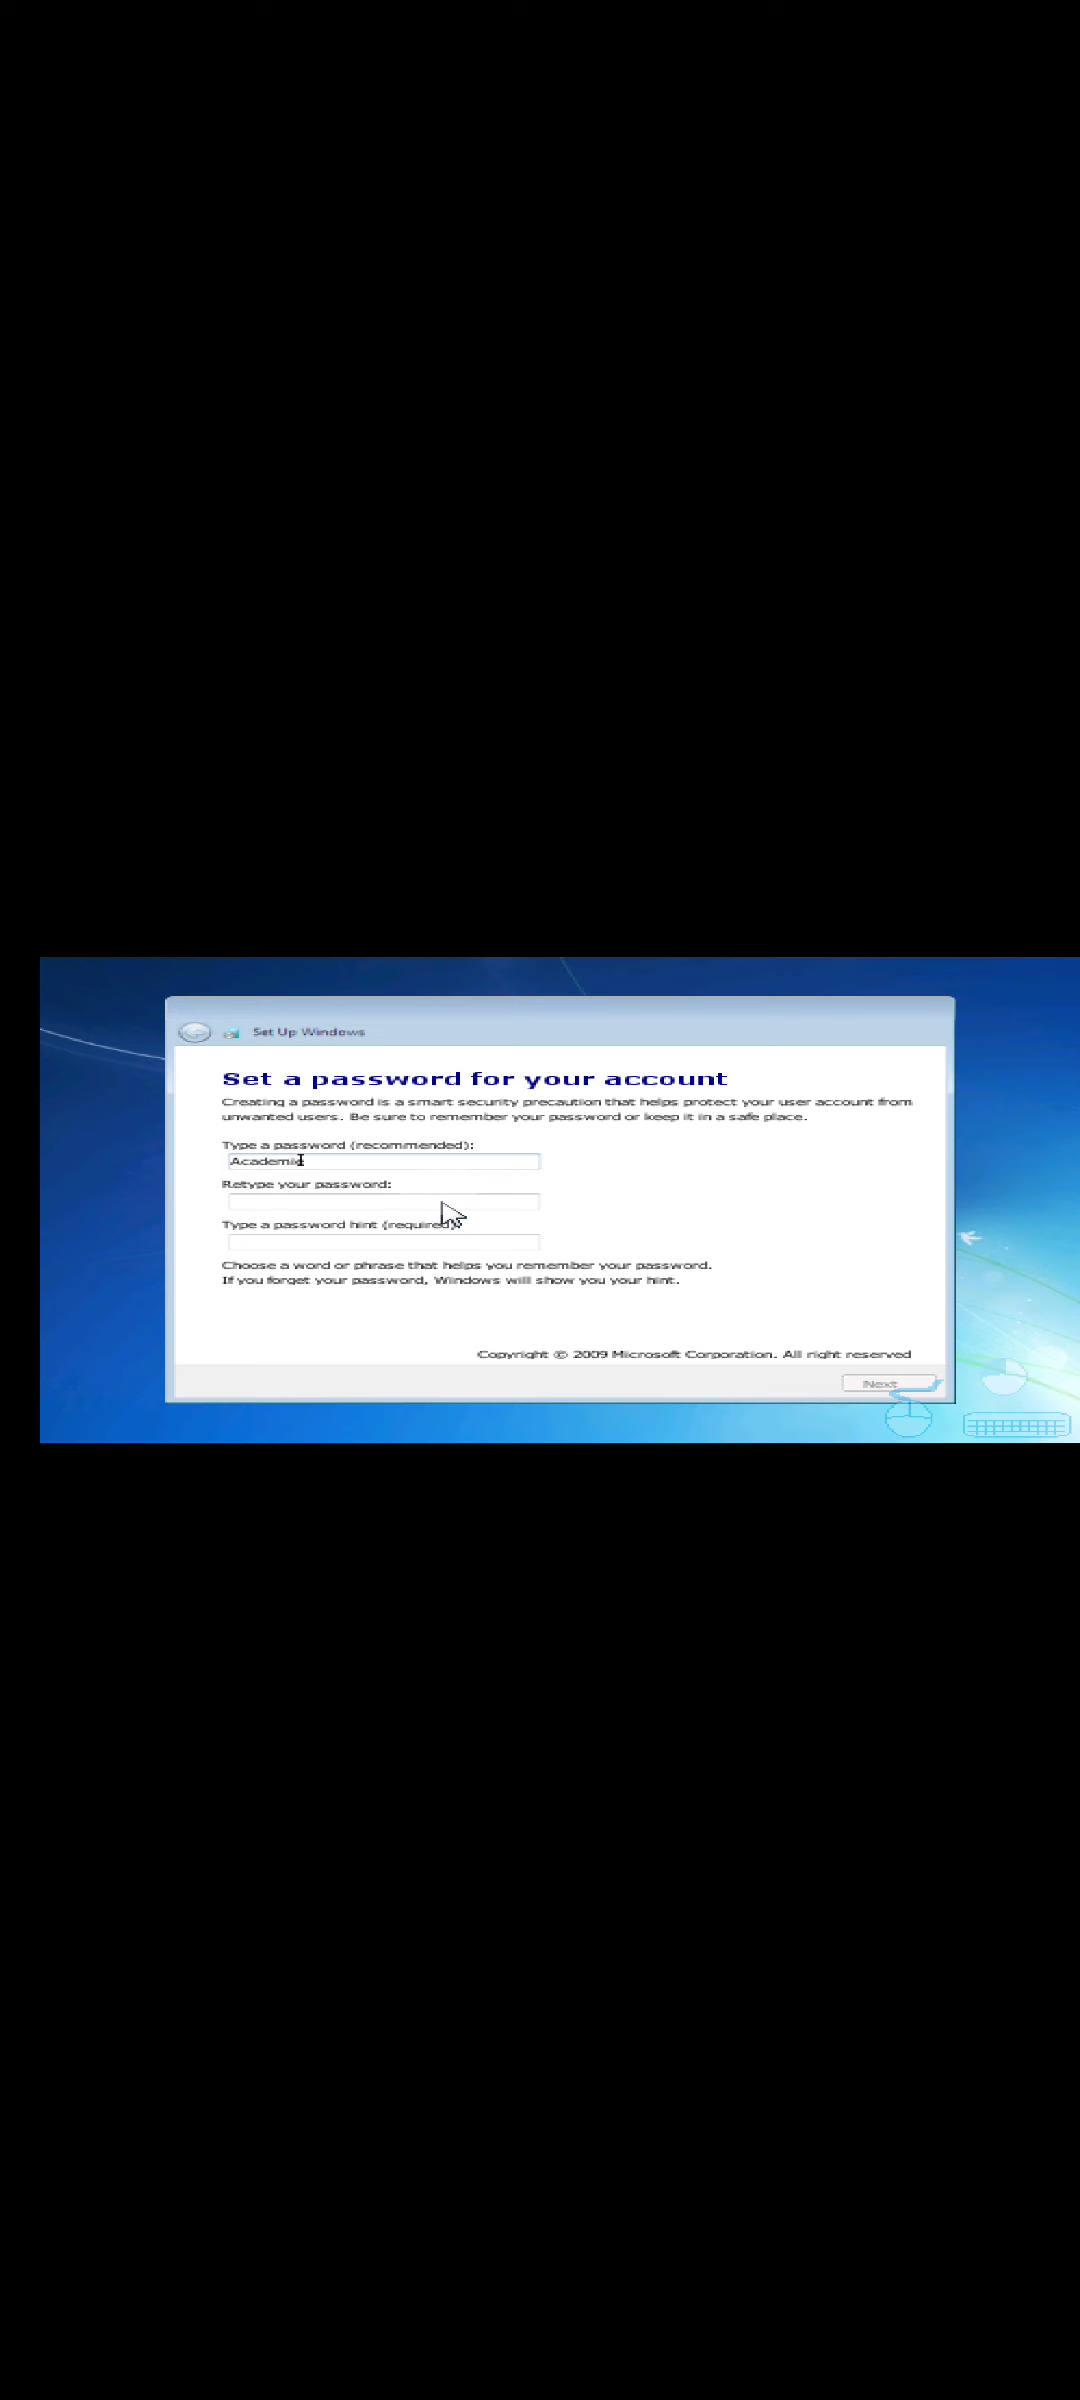 Set Up Windows
Set a password for your account
Creating a password is a smart security precaution that helps protect your user account from
unwanted users. Be sure to remember your password or keep it in a safe place.
Type a password (recommended):
Academic
Retype your password:
Type a password hint (required):
Choose a word or phrase that helps you remember your password.
If you forget your password, Windows will show you your hint.
Copyright © 2009 Microsoft Corporation. All right reserved
Next